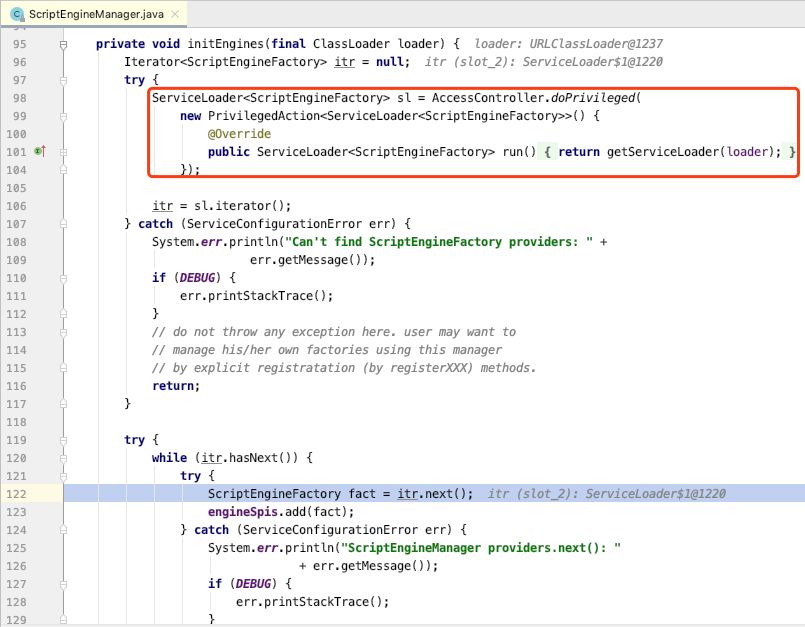 ScriptEngineManager.java
95 private void initEngines(final ClassLoader loader) { loader: URLClassLoader@1237
96 Iterator<ScriptEngineFactory> itr = null; itr (slot_2): ServiceLoader$1@1220
97 try {
98 ServiceLoader<ScriptEngineFactory> sl = AccessController.doPrivileged(
99 new PrivilegedAction<ServiceLoader<ScriptEngineFactory>>() {
100 @Override
101 public ServiceLoader<ScriptEngineFactory> run() { return getServiceLoader(loader); }
104 });
105
106 itr = sl.iterator();
107 } catch (ServiceConfigurationError err) {
108 System.err.println("Can't find ScriptEngineFactory providers: " +
109 err.getMessage());
110 if (DEBUG) {
111 err.printStackTrace();
112 }
113 // do not throw any exception here. user may want to
114 // manage his/her own factories using this manager
115 // by explicit registratation (by registerXXX) methods.
116 return;
117 }
118
119 try {
120 while (itr.hasNext()) {
121 try {
122 ScriptEngineFactory fact = itr.next(); itr (slot_2): ServiceLoader$1@1220
123 engineSpis.add(fact);
124 } catch (ServiceConfigurationError err) {
125 System.err.println("ScriptEngineManager providers.next(): "
126 + err.getMessage());
127 if (DEBUG) {
128 err.printStackTrace();
129 }